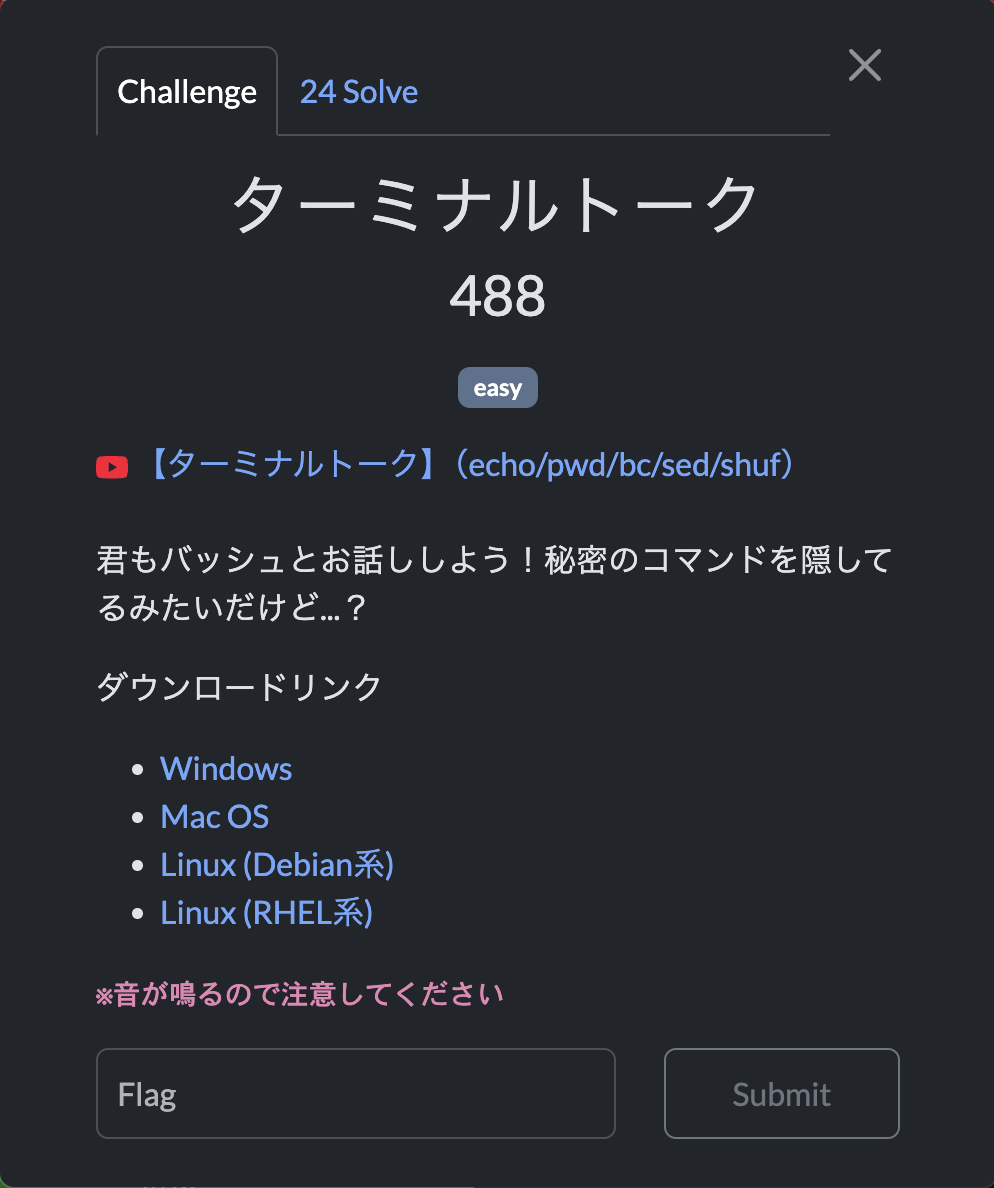 Challenge
24 Solve
ターミナルトーク
488
easy
【ターミナルトーク】（echo/pwd/bc/sed/shuf）
君もバッシュとお話ししよう！秘密のコマンドを隠して
るみたいだけど...？
ダウンロードリンク
Windows
Mac OS
Linux (Debian系)
Linux (RHEL系)
※音が鳴るので注意してください
Flag
Submit